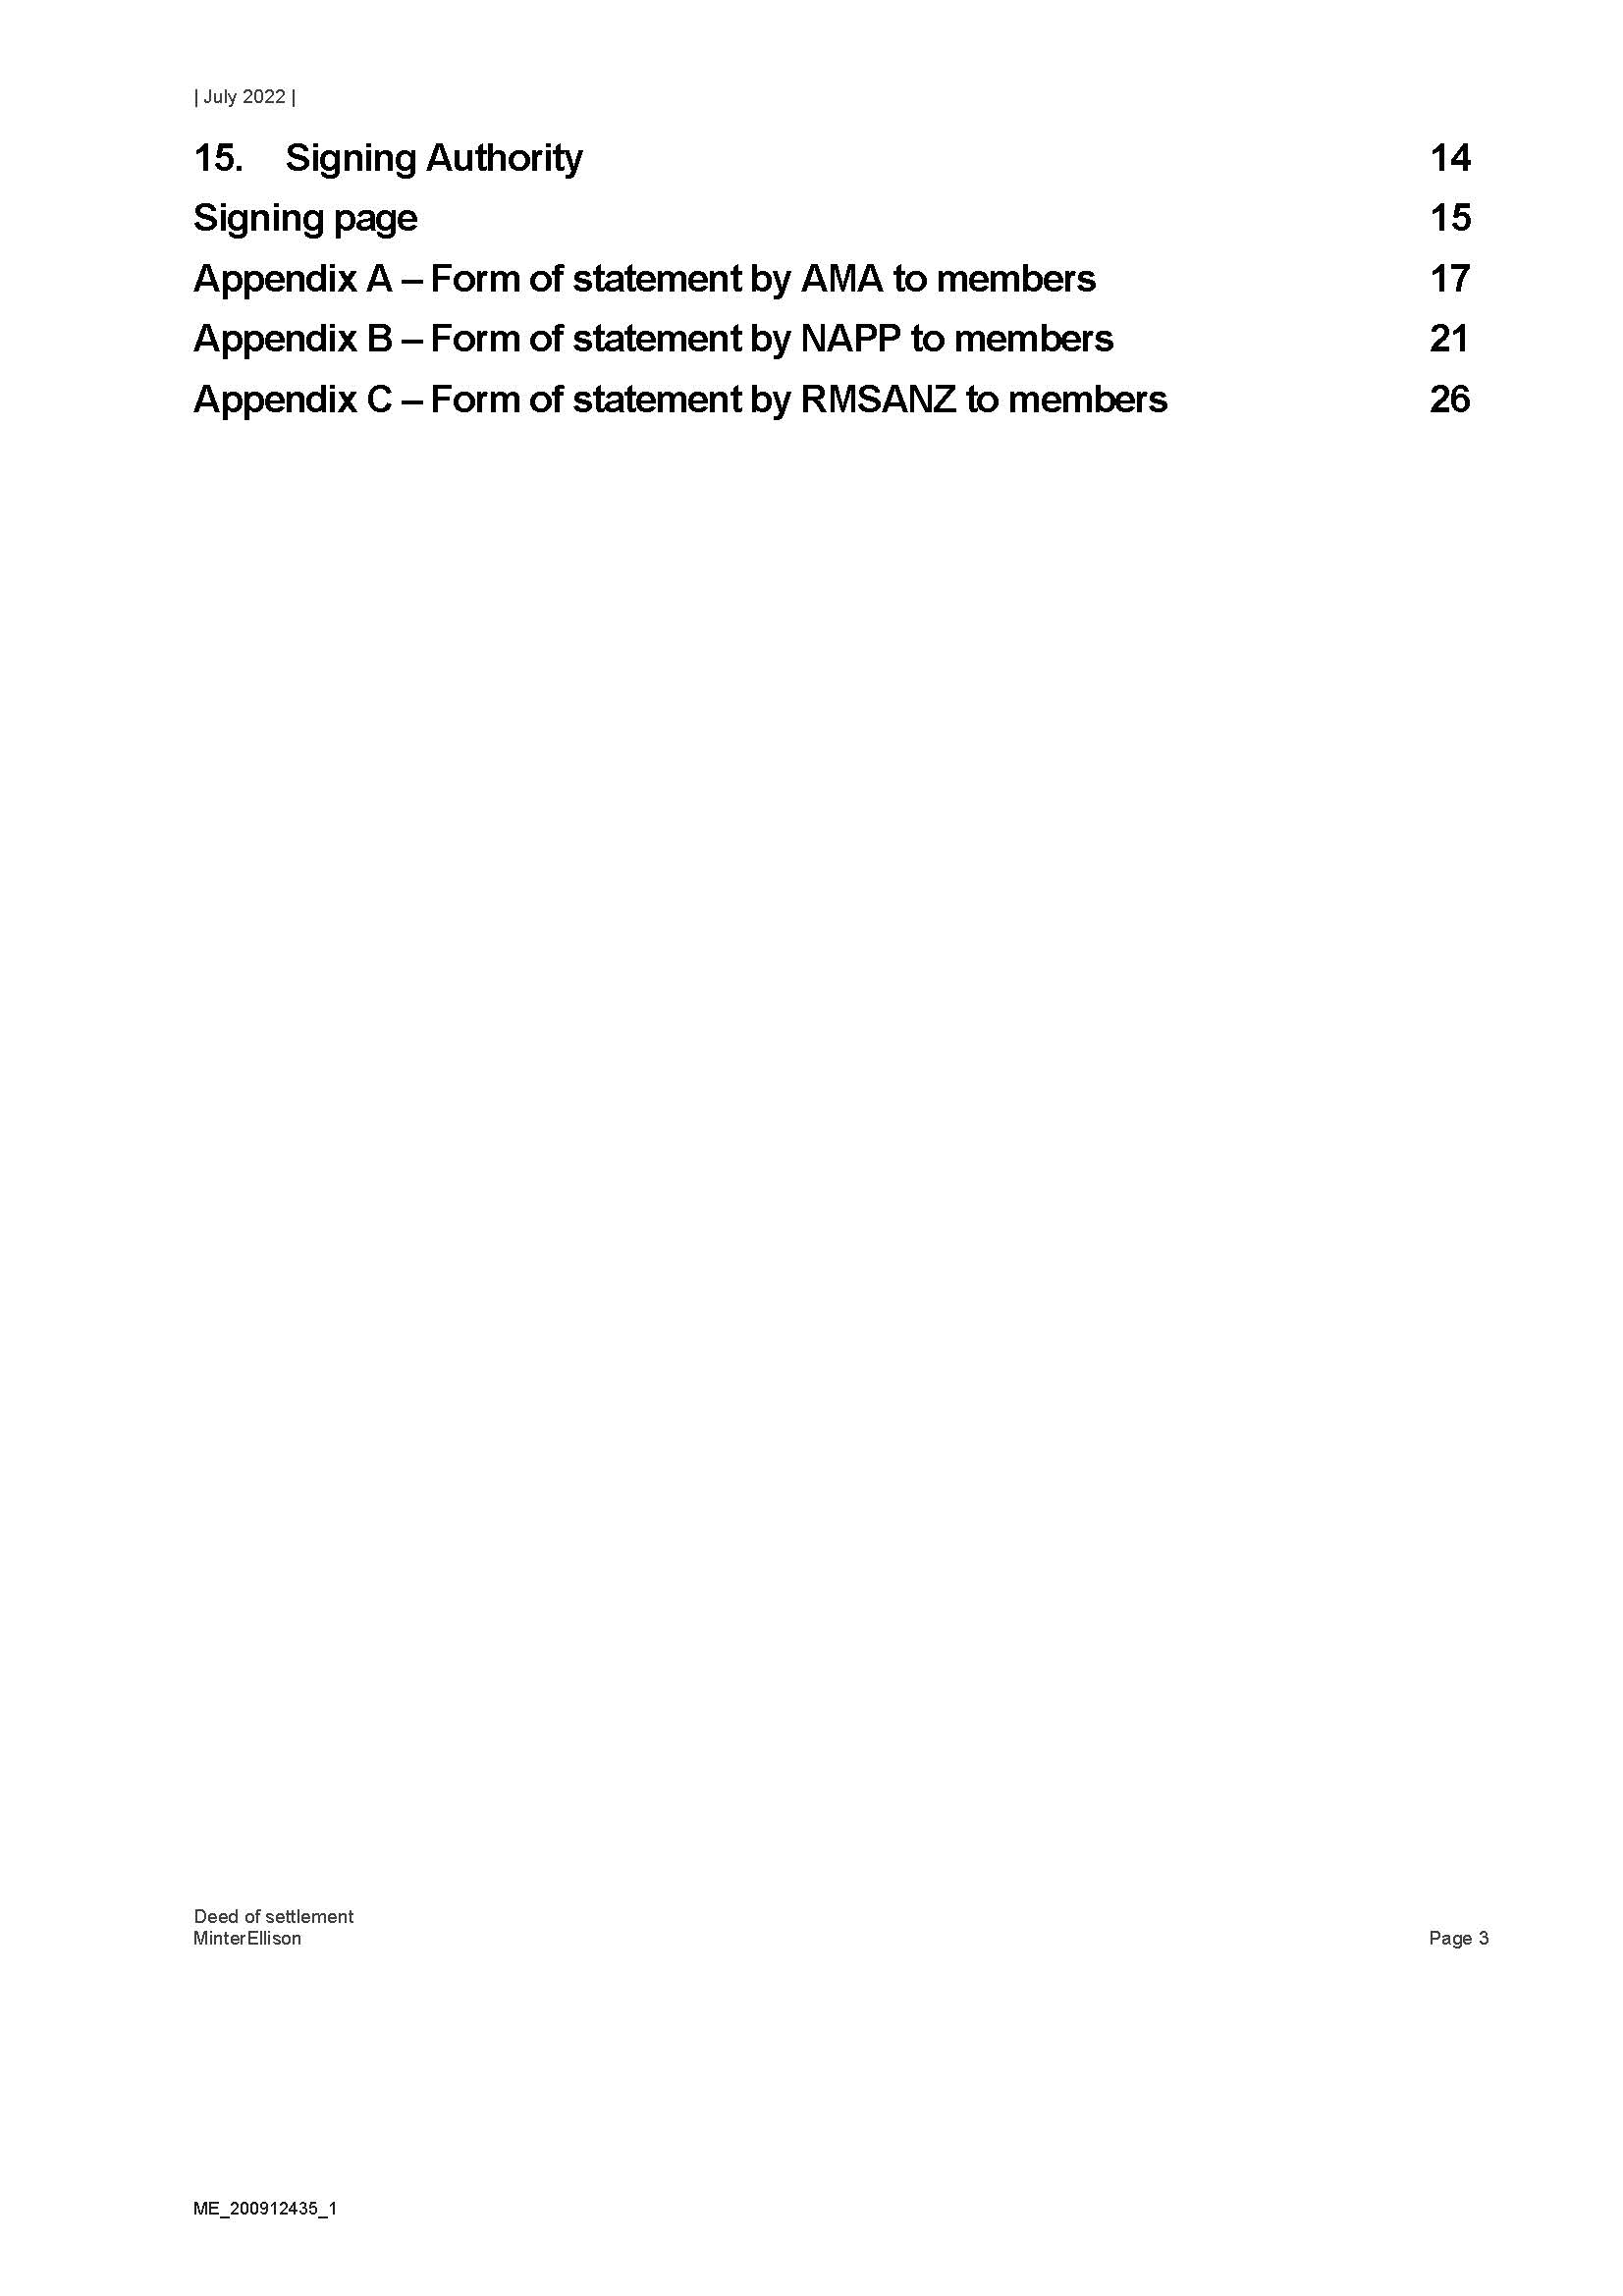 | July 2022 |
15. Signing Authority 14
Signing page 15
Appendix A – Form of statement by AMA to members 17
Appendix B – Form of statement by NAPP to members 21
Appendix C – Form of statement by RMSANZ to members 26
Deed of settlement
MinterEllison Page 3
ME_200912435_1